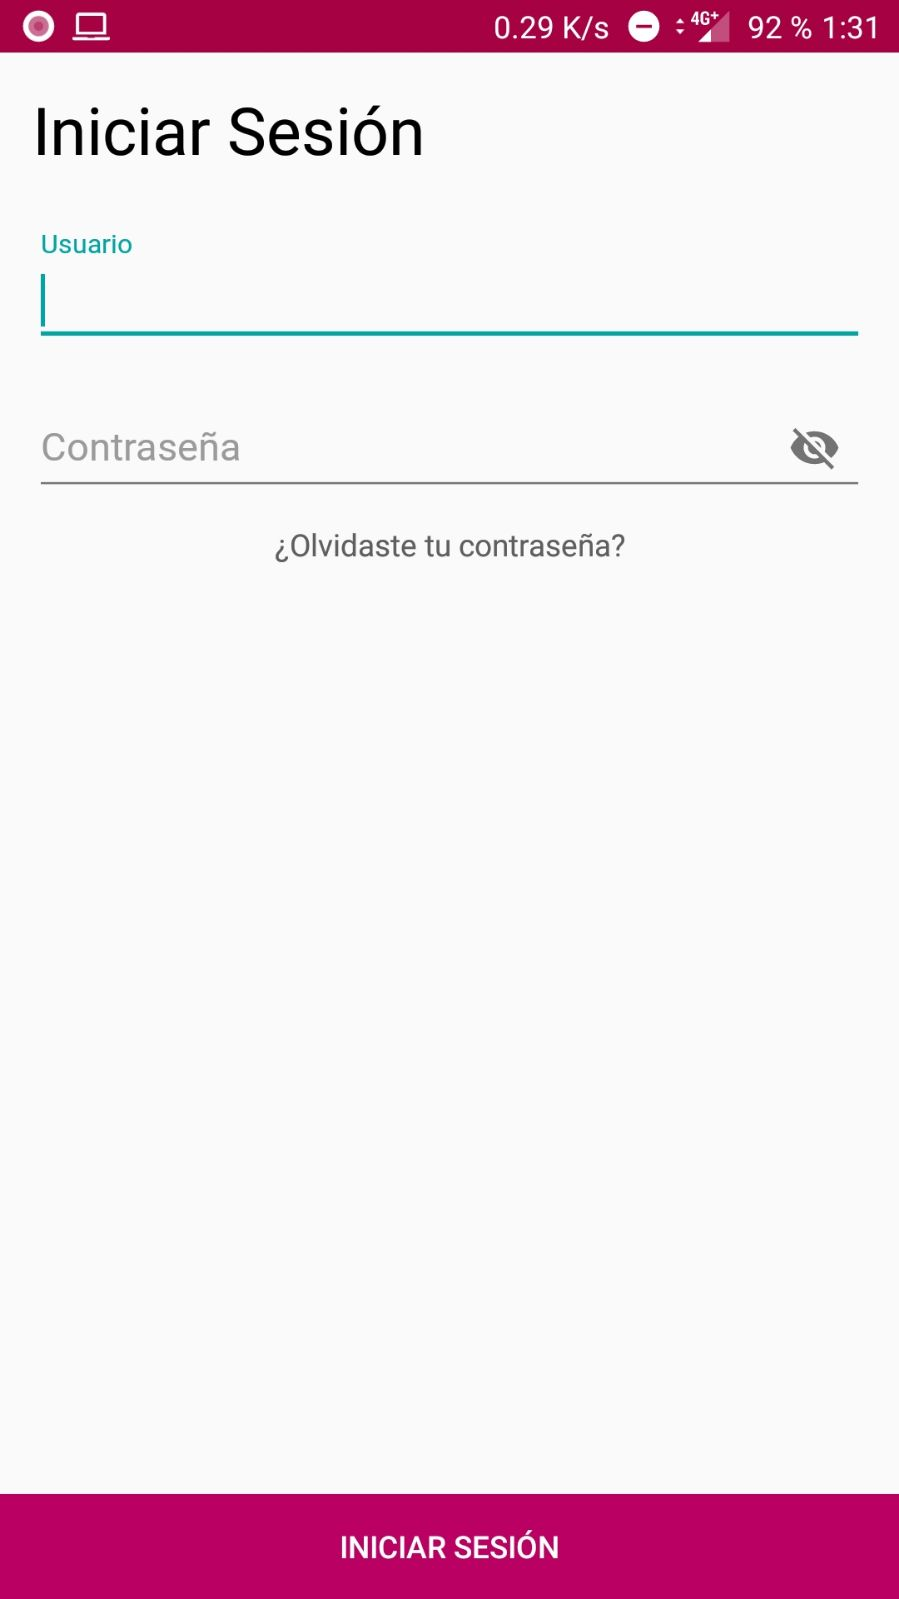 0.29 K/s 4G+ 92 % 1:31
Iniciar Sesión
Usuario
Contraseña
¿Olvidaste tu contraseña?
INICIAR SESIÓN